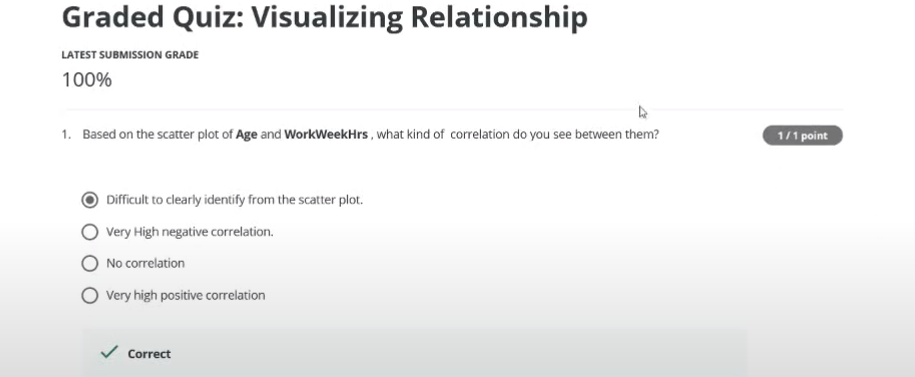 Graded Quiz: Visualizing Relationship
LATEST SUBMISSION GRADE
100%
1. Based on the scatter plot of Age and WorkWeekHrs , what kind of correlation do you see between them?
1 / 1 point
Difficult to clearly identify from the scatter plot.
Very High negative correlation.
No correlation
Very high positive correlation
Correct